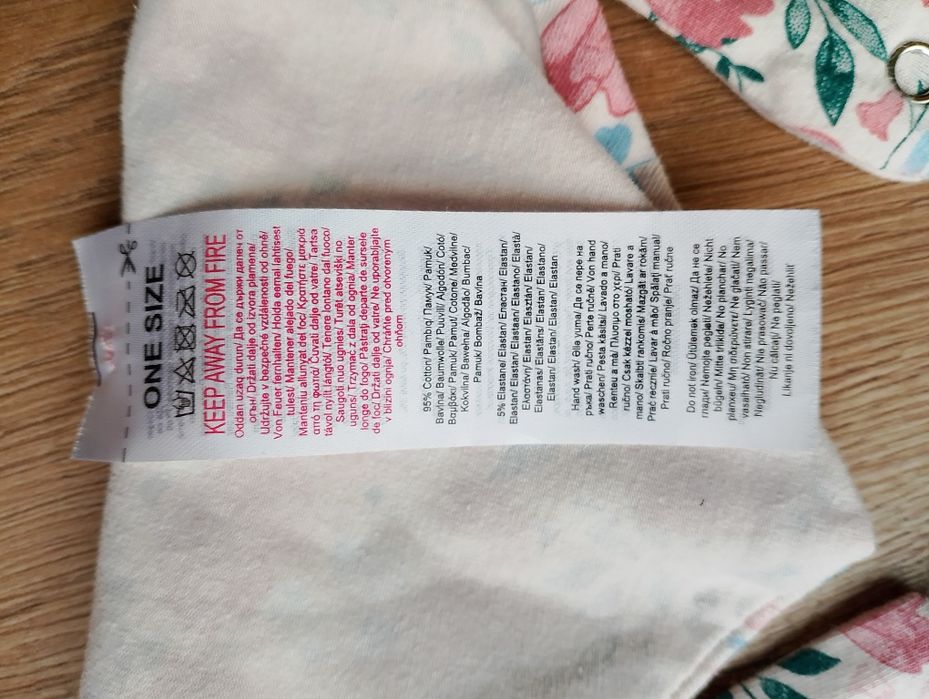 ONE SIZE
KEEP AWAY FROM FIRE
Oddan uzaq durun/ Да се държи далеч от
огън/ Držati dalje od izvora plamena/
Udržujte v bezpečné vzdálenosti od ohně/
Von Feuer fernhalten/ Hoida eemal lahtisest
tulest/ Mantener alejado del fuego/
Manteniu allunyat del foc/ Κρατήστε μακριά
από τη φωτιά/ Čuvati dalje od vatre/ Tartsa
távol nyílt lángtól/ Tenere lontano dal fuoco/
Saugoti nuo ugnies/ Turēt atsevišķi no
uguns/ Trzymać z dala od ognia/ Manter
longe do fogo/ Păstrați departe de sursele
de foc/ Držati dalje od vatre/ Ne uporabljajte
v bližini ognja/ Chráňte pred otvoreným
ohňom
95% Cotton/ Pambıq/ Памук/ Pamuk/
Bavlna/ Baumwolle/ Puuvill/ Algodón/ Cotó/
Βαμβάκι/ Pamuk/ Pamut/ Cotone/ Medvilnė/
Kokvilna/ Bawełna/ Algodão/ Bumbac/
Pamuk/ Bombaž/ Bavlna
5% Elastane/ Elastan/ Еластан/ Elastan/
Elastan/ Elastan/ Elastaan/ Elastano/ Elastà/
Ελαστάνη/ Elastan/ Elasztán/ Elastan/
Elastanas/ Elastāns/ Elastan/ Elastano/
Elastan/ Elastan/ Elastan/ Elastan
Hand wash/ Əllə yuma/ Да се пере на
ръка/ Prati ručno/ Perte ručně/ Von hand
waschen/ Pesta käsitsi/ Lavado a mano/
Renteu a mà/ Πλύσιμο στο χέρι/ Prati
ručno/ Csak kézzel mosható/ Lavare a
mano/ Skalbti rankomis/ Mazgāt ar rokām/
Prać ręcznie/ Lavar à mão/ Spălați manual/
Prati ručno/ Ročno pranje/ Prať ručne
Do not iron/ Ütüləmək olmaz/ Да не се
глади/ Nemojte peglati/ Nežehlete/ Nicht
bügeln/ Mitte triikida/ No planchar/ No
planxeu/ Μη σιδερώνετε/ Ne glačati/ Nem
vasalható/ Non stirare/ Lyginti negalima/
Negludināt/ Nie prasować/ Não passar/
Nu călcați/ Ne peglati/
Likanje ni dovoljeno/ Nežehliť